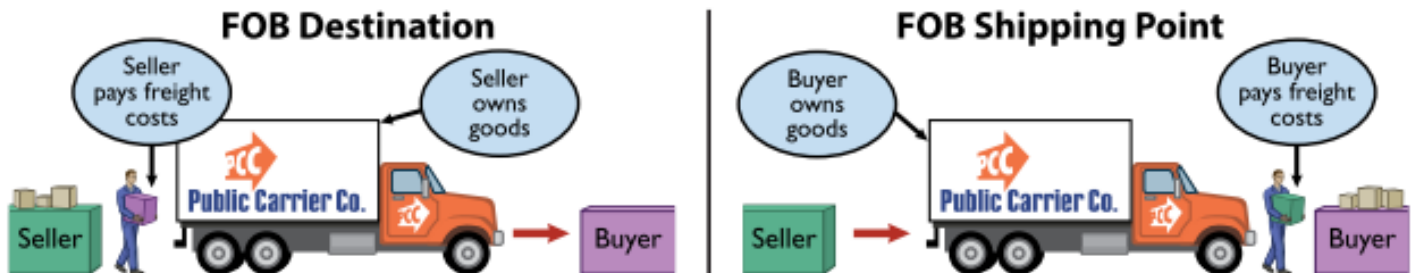 FOB Destination
Seller
pays freight
costs
Seller
owns
goods
PCC
Public Carrier Co.
PCC
Seller
Buyer
FOB Shipping Point
Buyer
owns
goods
Buyer
pays freight
costs
PCC
Public Carrier Co.
PCC
Seller
Buyer